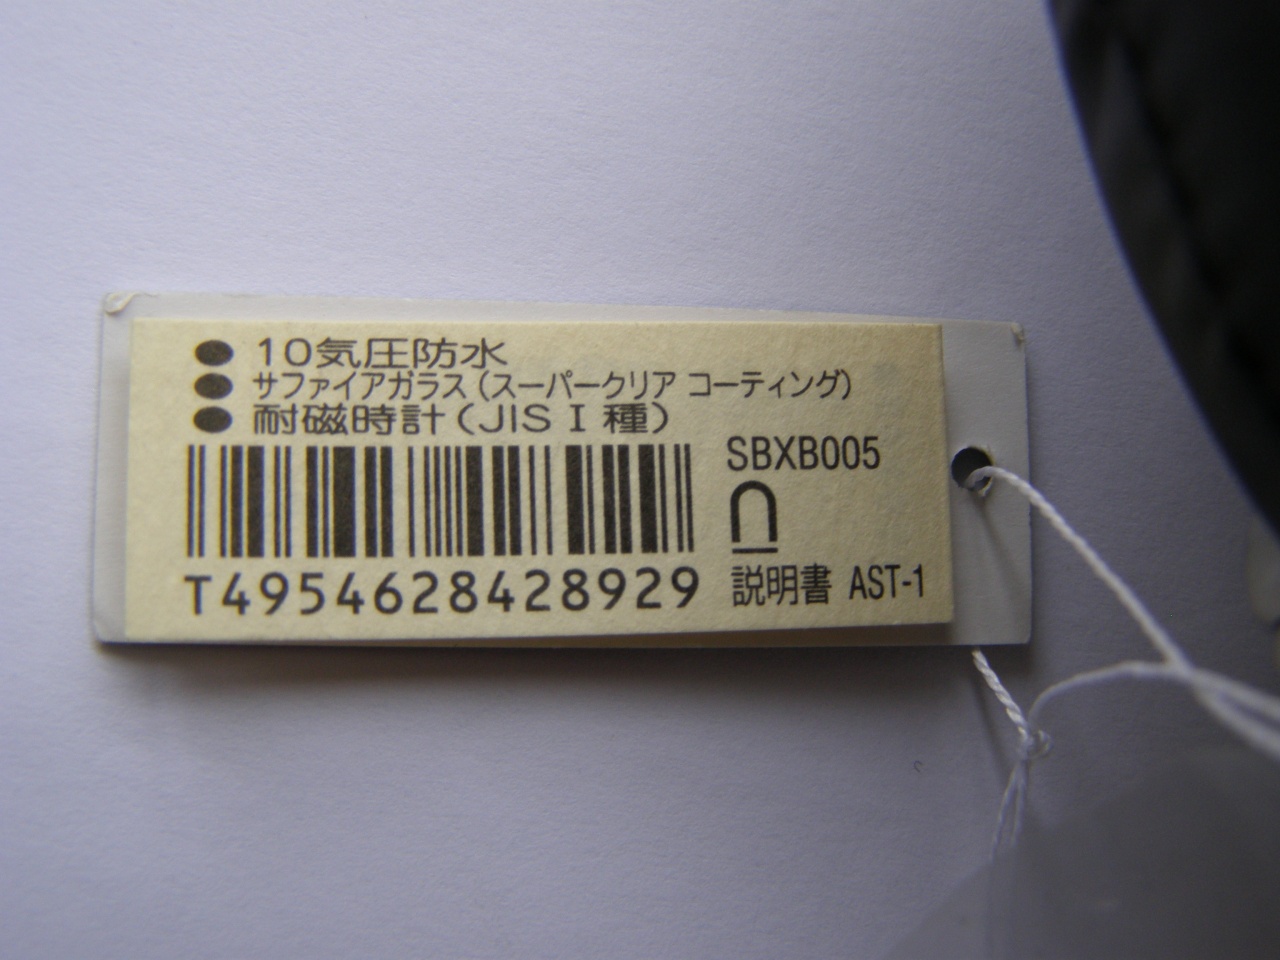 ●10気圧防水
●サファイアガラス(スーパークリア コーティング)
●耐磁時計(JIS I 種)
SBXB005
T4954628428929
説明書 AST-1